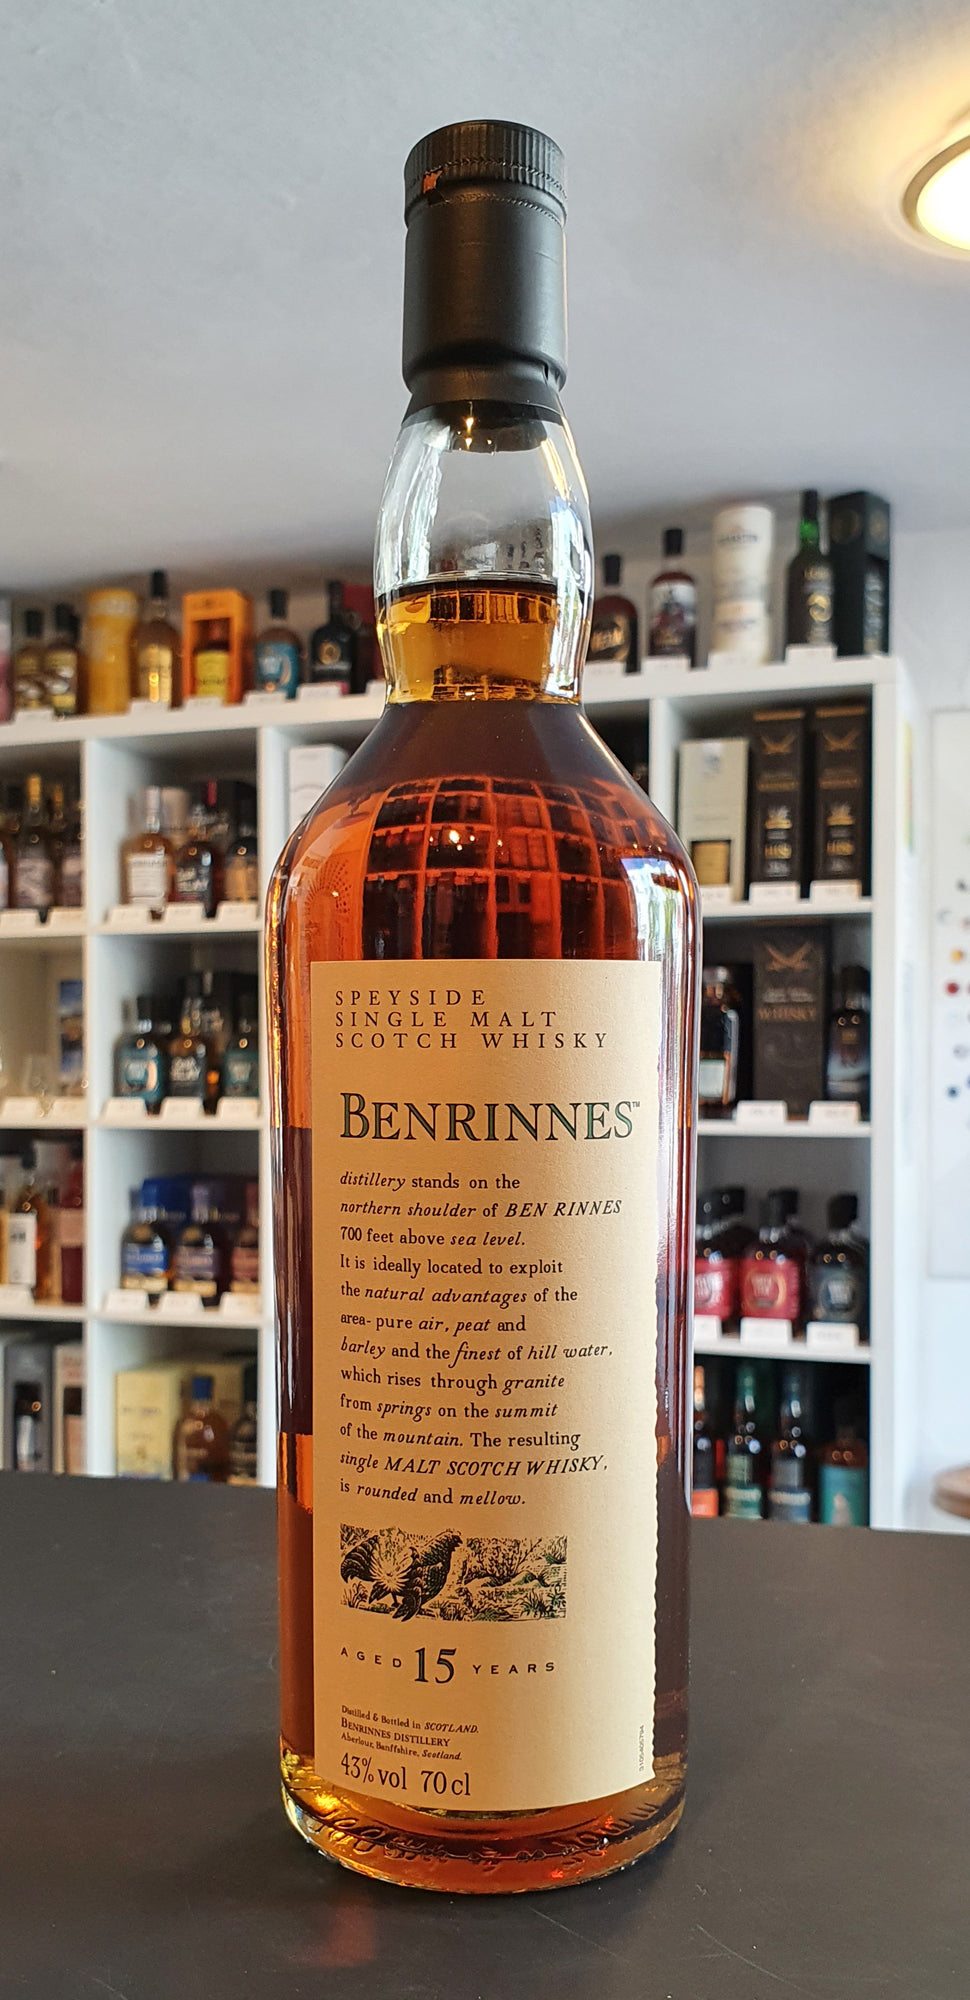 SPEYSIDE
SINGLE MALT
SCOTCH WHISKY
BENRINNES™
distillery stands on the
northern shoulder of BEN RINNES
700 feet above sea level.
It is ideally located to exploit
the natural advantages of the
area- pure air, peat and
barley and the finest of hill water,
which rises through granite
from springs on the summit
of the mountain. The resulting
single MALT SCOTCH WHISKY,
is rounded and mellow.
AGED 15 YEARS
Distilled & Bottled in SCOTLAND.
BENRINNES DISTILLERY
Aberlour, Banffshire, Scotland.
43% vol 70 cl
WHISKY